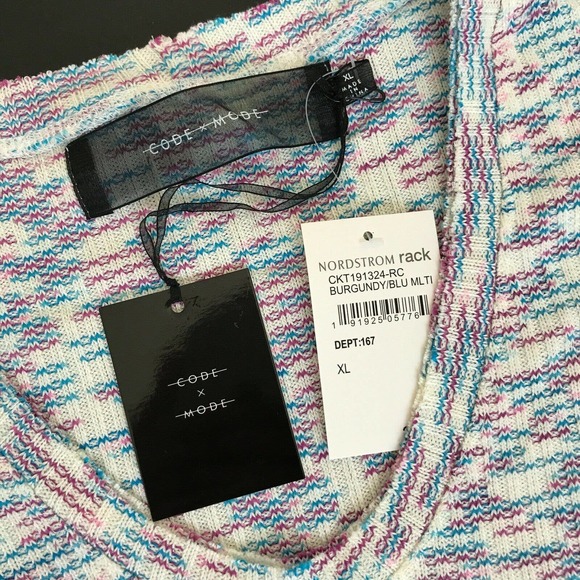 CODE × MODE
XL
MADE
IN
CHINA
NORDSTROM rack
CKT191324-RC
BURGUNDY/BLU MLTI
1 91925 05776
DEPT:167
XL
CODE
×
MODE